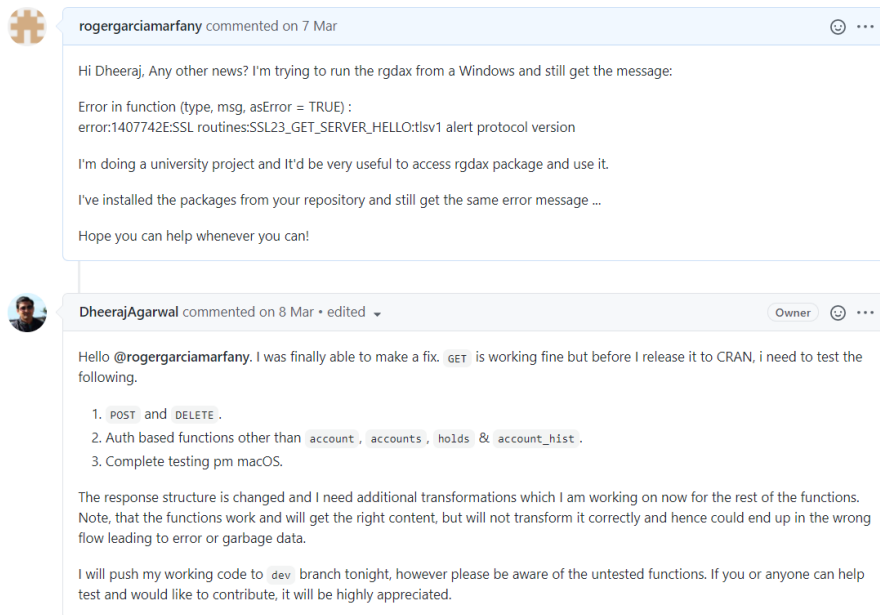 rogergarciamarfany commented on 7 Mar
Hi Dheeraj, Any other news? I'm trying to run the rgdax from a Windows and still get the message:
Error in function (type, msg, asError = TRUE) :
error:1407742E:SSL routines:SSL23_GET_SERVER_HELLO:tlsv1 alert protocol version
I'm doing a university project and It'd be very useful to access rgdax package and use it.
I've installed the packages from your repository and still get the same error message ...
Hope you can help whenever you can!
DheerajAgarwal commented on 8 Mar • edited
Owner
Hello @rogergarciamarfany. I was finally able to make a fix. GET is working fine but before I release it to CRAN, i need to test the
following.
1. POST and DELETE.
2. Auth based functions other than account, accounts, holds & account_hist.
3. Complete testing pm macOS.
The response structure is changed and I need additional transformations which I am working on now for the rest of the functions.
Note, that the functions work and will get the right content, but will not transform it correctly and hence could end up in the wrong
flow leading to error or garbage data.
I will push my working code to dev branch tonight, however please be aware of the untested functions. If you or anyone can help
test and would like to contribute, it will be highly appreciated.